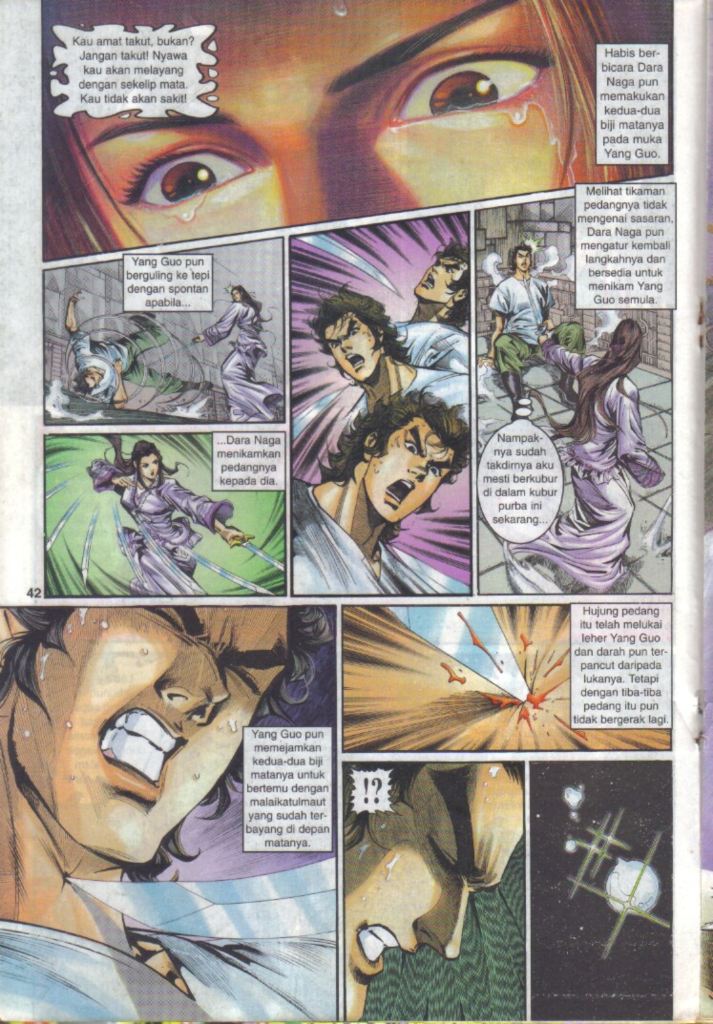 Kau amat takut, bukan?
Jangan takut! Nyawa
kau akan melayang
dengan sekelip mata.
Kau tidak akan sakit!
Habis ber-
bicara Dara
Naga pun
memakukan
kedua-dua
biji matanya
pada muka
Yang Guo.
Yang Guo pun
berguling ke tepi
dengan spontan
apabila...
...Dara Naga
menikamkan
pedangnya
kepada dia.
Melihat tikaman
pedangnya tidak
mengenai sasaran,
Dara Naga pun
mengatur kembali
langkahnya dan
bersedia untuk
menikam Yang
Guo semula.
Nampak-
nya sudah
takdirnya aku
mesti berkubur
di dalam kubur
purba ini
sekarang...
42
Yang Guo pun
memejamkan
kedua-dua biji
matanya untuk
bertemu dengan
malaikatulmaut
yang sudah ter-
bayang di depan
matanya.
Hujung pedang
itu telah melukai
leher Yang Guo
dan darah pun ter-
pancut daripada
lukanya. Tetapi
dengan tiba-tiba
pedang itu pun
tidak bergerak lagi.
!?